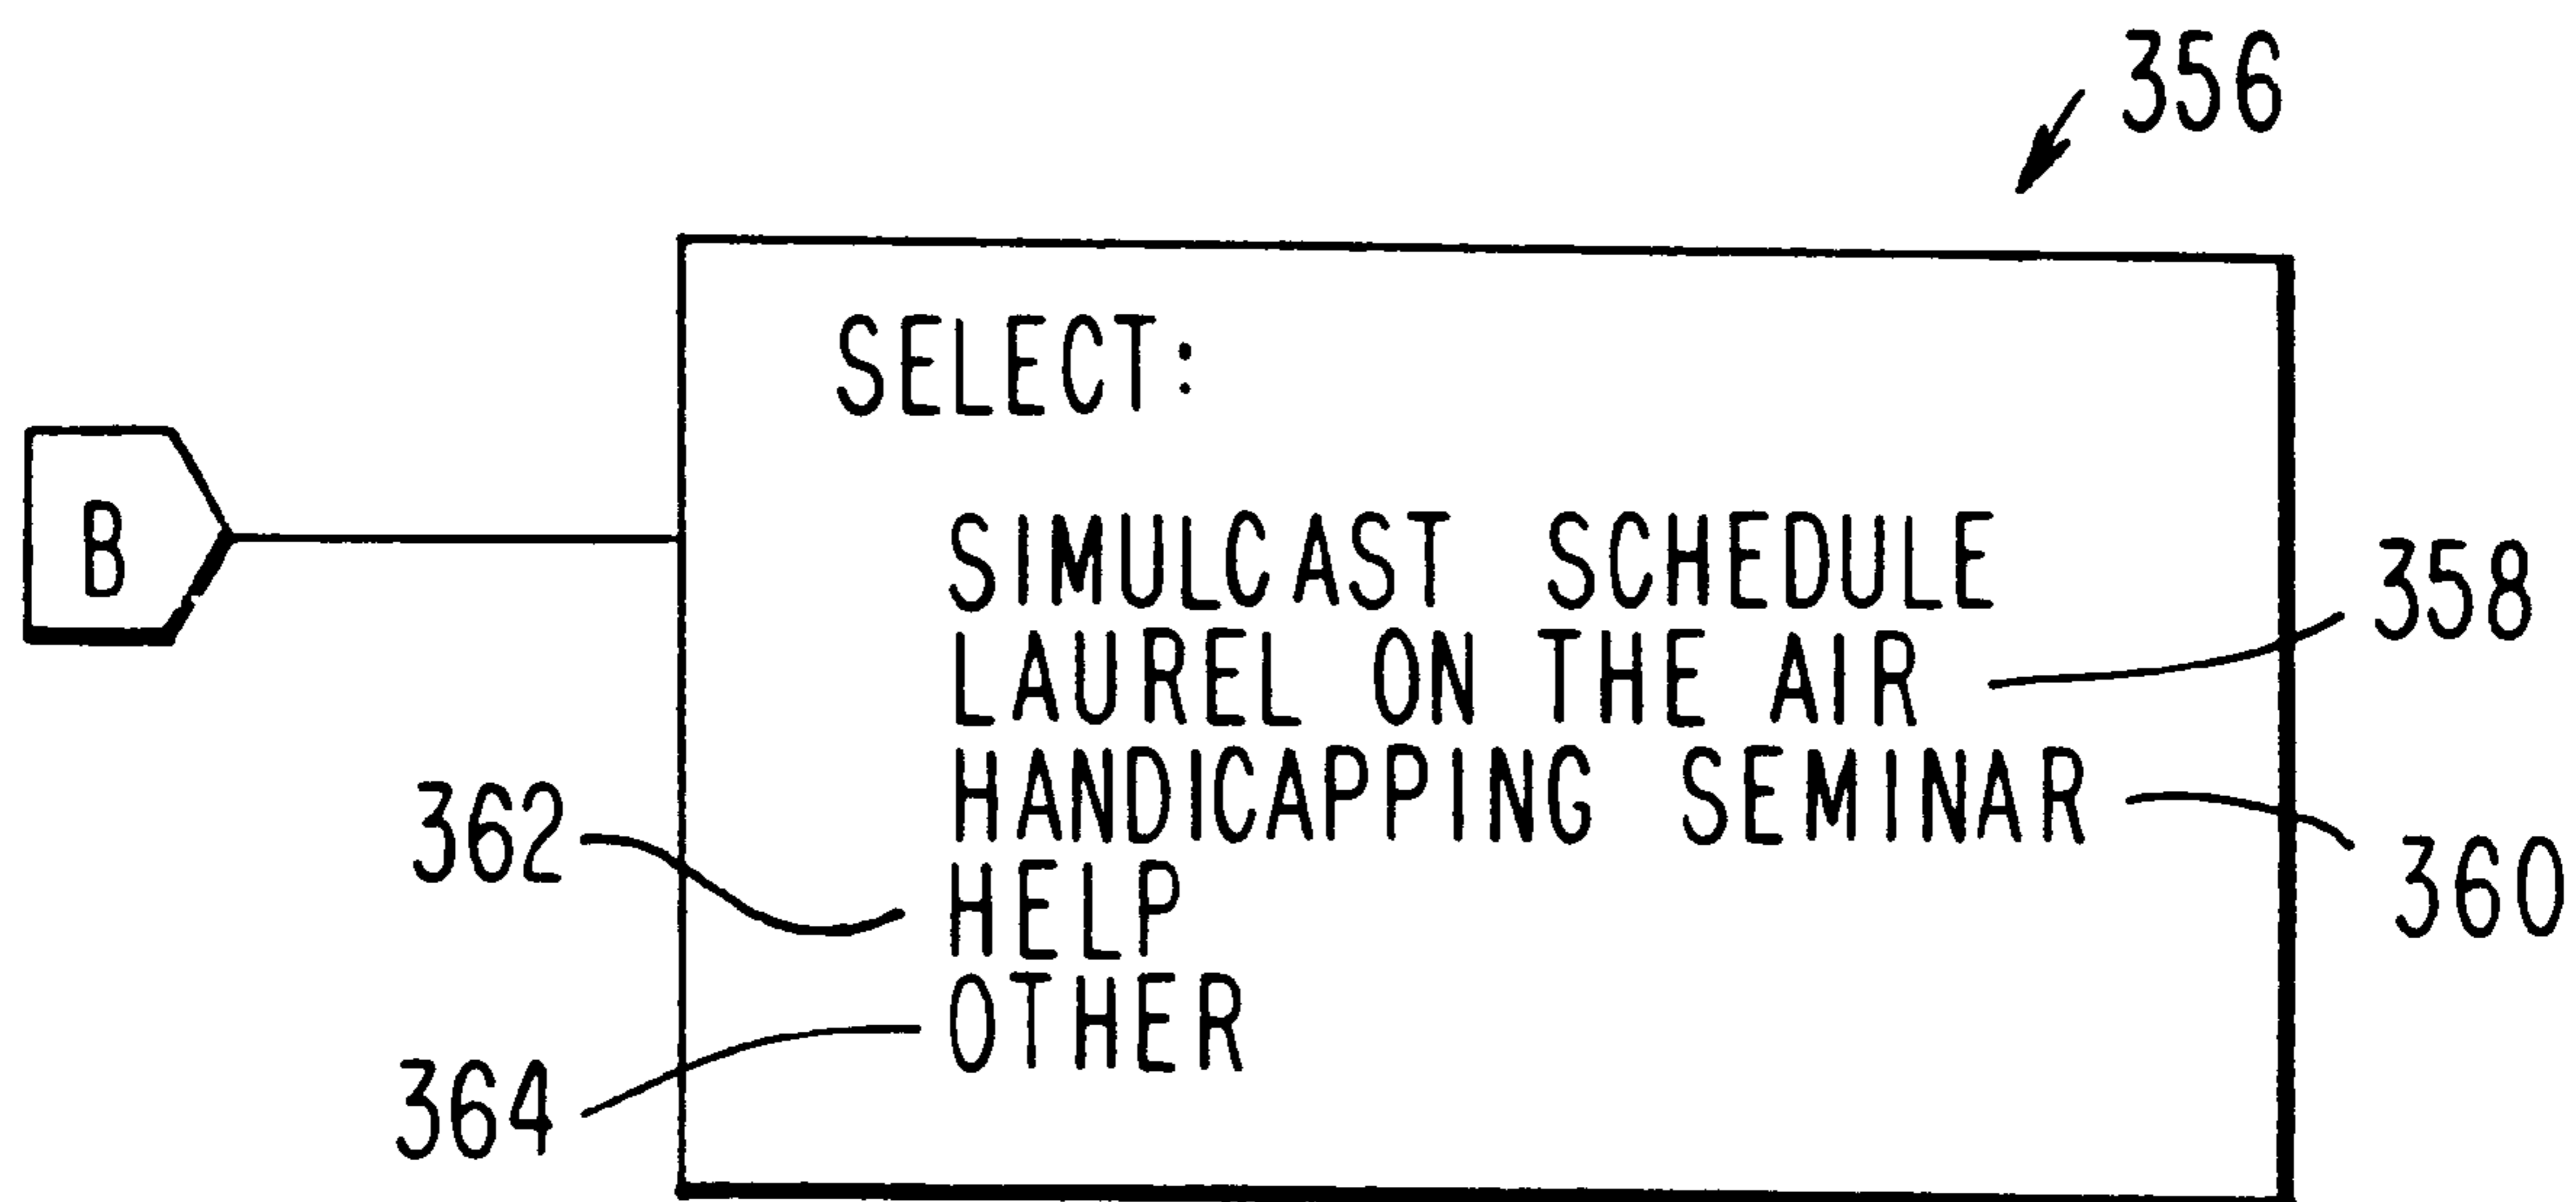 356
SELECT:
B
SIMULCAST SCHEDULE
358
LAUREL ON THE AIR
HANDICAPPING SEMINAR
362
360
HELP
OTHER
364